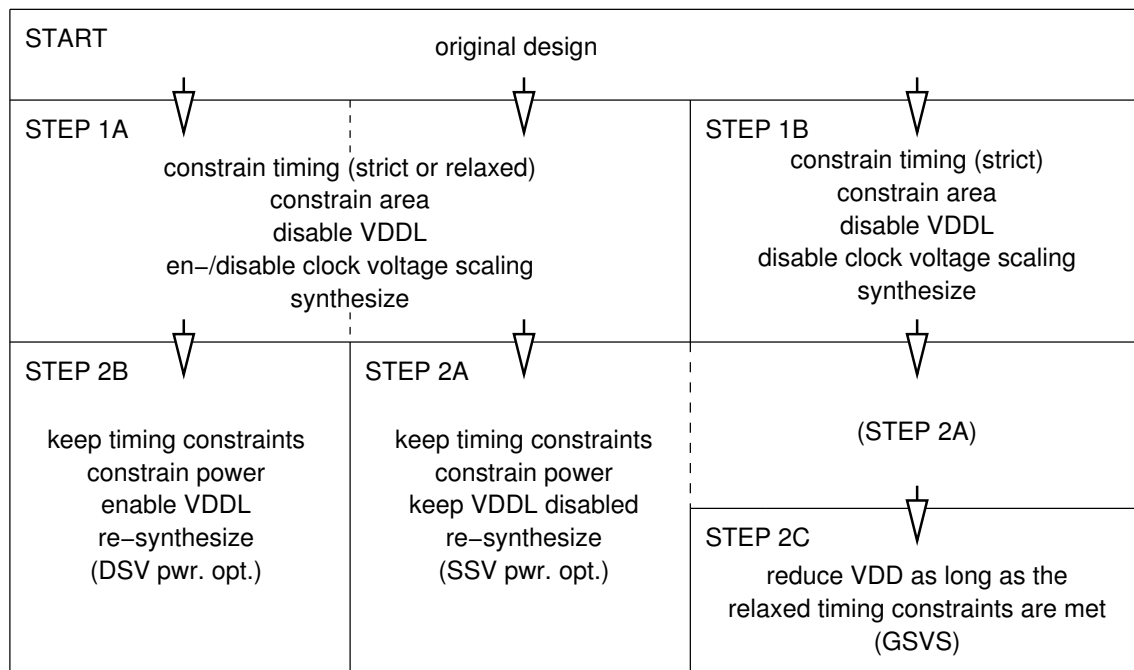 START
original design
STEP 1A
constrain timing (strict or relaxed)
constrain area
disable VDDL
en−/disable clock voltage scaling
synthesize
STEP 1B
constrain timing (strict)
constrain area
disable VDDL
disable clock voltage scaling
synthesize
STEP 2B
keep timing constraints
constrain power
enable VDDL
re−synthesize
(DSV pwr. opt.)
STEP 2A
keep timing constraints
constrain power
keep VDDL disabled
re−synthesize
(SSV pwr. opt.)
(STEP 2A)
STEP 2C
reduce VDD as long as the
relaxed timing constraints are met
(GSVS)